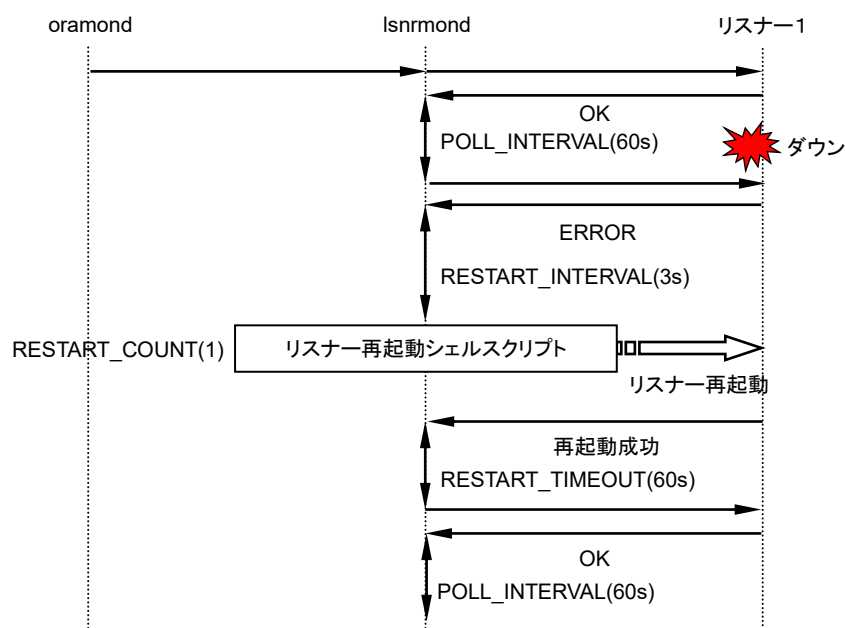 oramond
lsnrmond
リスナー1
OK
POLL_INTERVAL(60s)
ダウン
ERROR
RESTART_INTERVAL(3s)
RESTART_COUNT(1)
リスナー再起動シェルスクリプト
リスナー再起動
再起動成功
RESTART_TIMEOUT(60s)
OK
POLL_INTERVAL(60s)